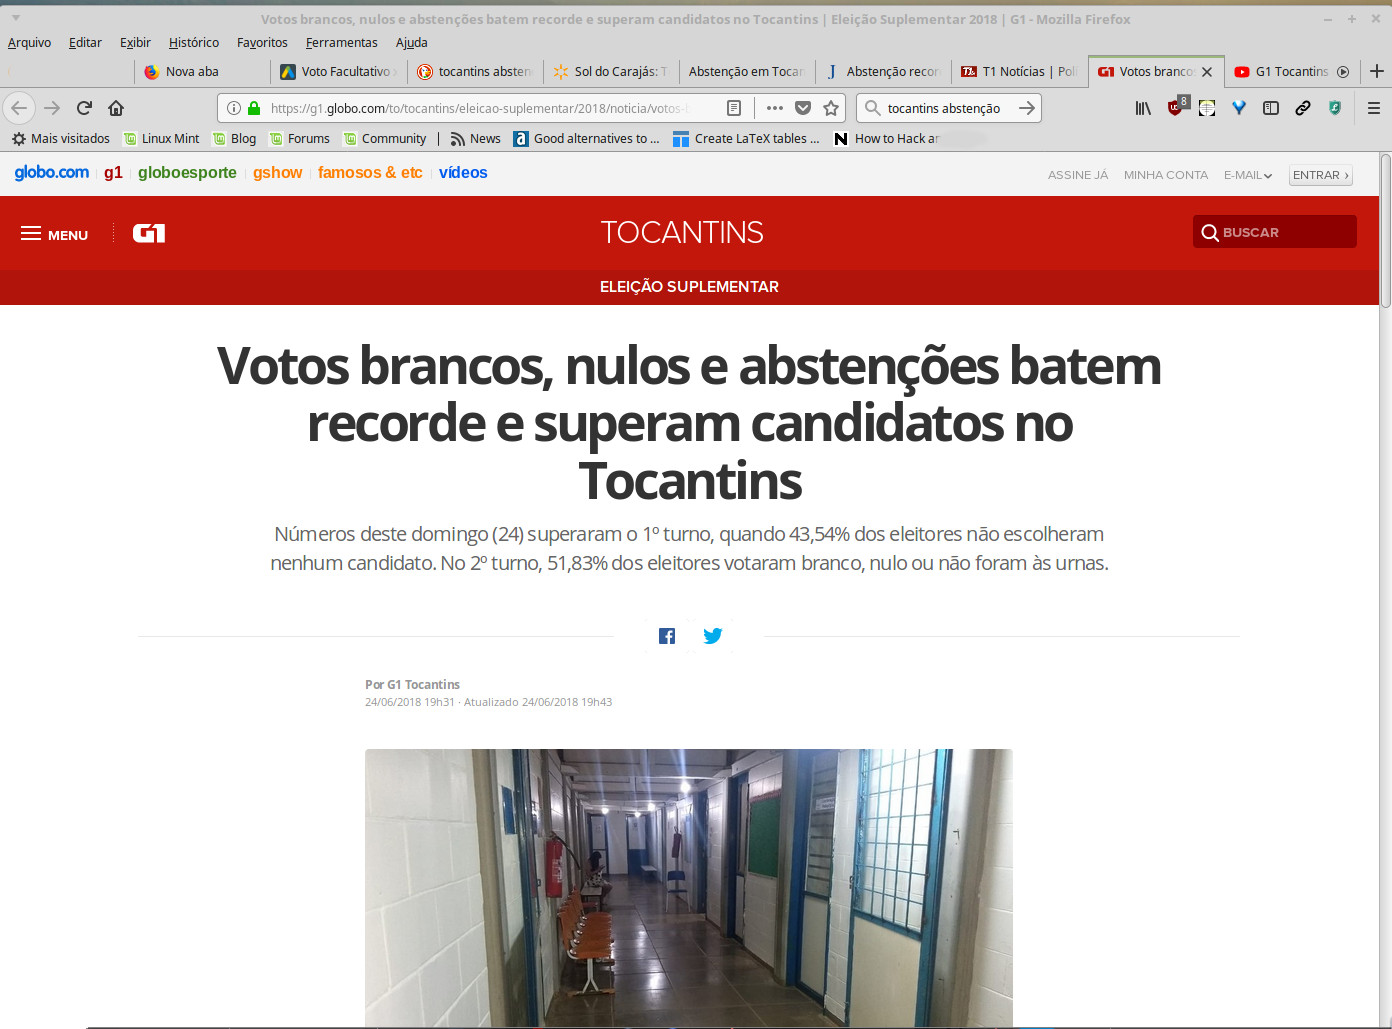 Votos brancos, nulos e abstenções batem recorde e superam candidatos no Tocantins | Eleição Suplementar 2018 | G1 - Mozilla Firefox
Arquivo Editar Exibir Histórico Favoritos Ferramentas Ajuda
Nova aba Voto Facultativo tocantins absten Sol do Carajás: T Abstenção em Tocan J Abstenção recor T1 Notícias | Pol Votos brancos G1 Tocantins
https://g1.globo.com/to/tocantins/eleicao-suplementar/2018/noticia/votos- tocantins abstenção 8
Mais visitados Linux Mint Blog Forums Community | News Good alternatives to ... Create LaTeX tables ... How to Hack ar
globo.com g1 globoesporte gshow famosos & etc vídeos ASSINE JÁ MINHA CONTA E-MAIL ENTRAR ›
MENU G1 TOCANTINS BUSCAR
ELEIÇÃO SUPLEMENTAR
Votos brancos, nulos e abstenções batem
recorde e superam candidatos no
Tocantins
Números deste domingo (24) superaram o 1º turno, quando 43,54% dos eleitores não escolheram
nenhum candidato. No 2º turno, 51,83% dos eleitores votaram branco, nulo ou não foram às urnas.
Por G1 Tocantins
24/06/2018 19h31 · Atualizado 24/06/2018 19h43